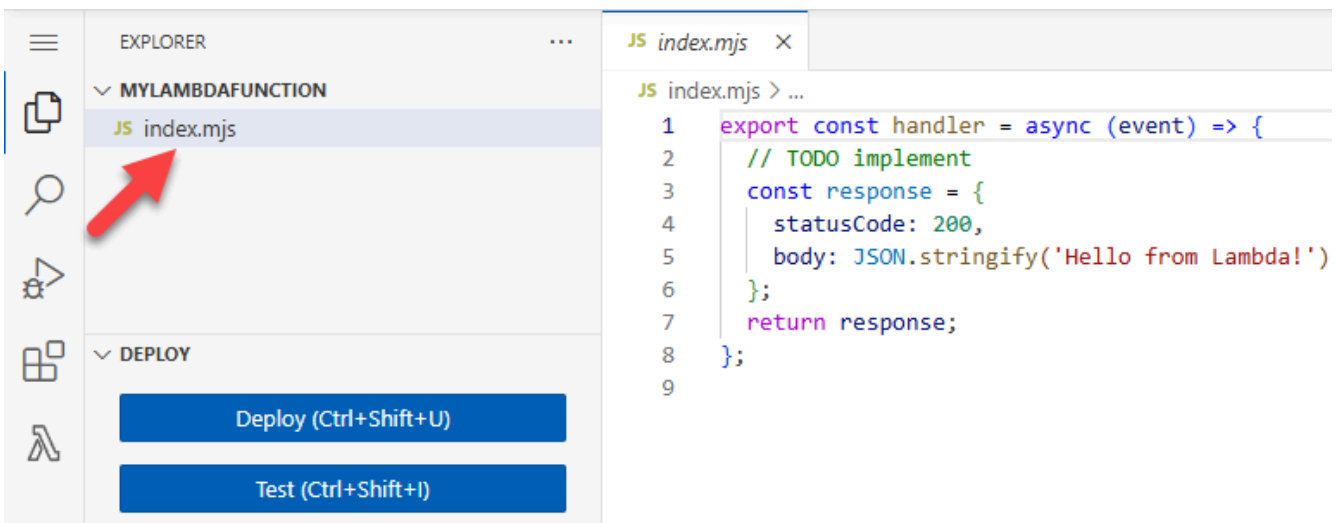 EXPLORER ...
MYLAMBDAFUNCTION
JS index.mjs
DEPLOY
Deploy (Ctrl+Shift+U)
Test (Ctrl+Shift+I)
JS index.mjs ×
JS index.mjs > ...
1 export const handler = async (event) => {
2 // TODO implement
3 const response = {
4 statusCode: 200,
5 body: JSON.stringify('Hello from Lambda!')
6 };
7 return response;
8 };
9